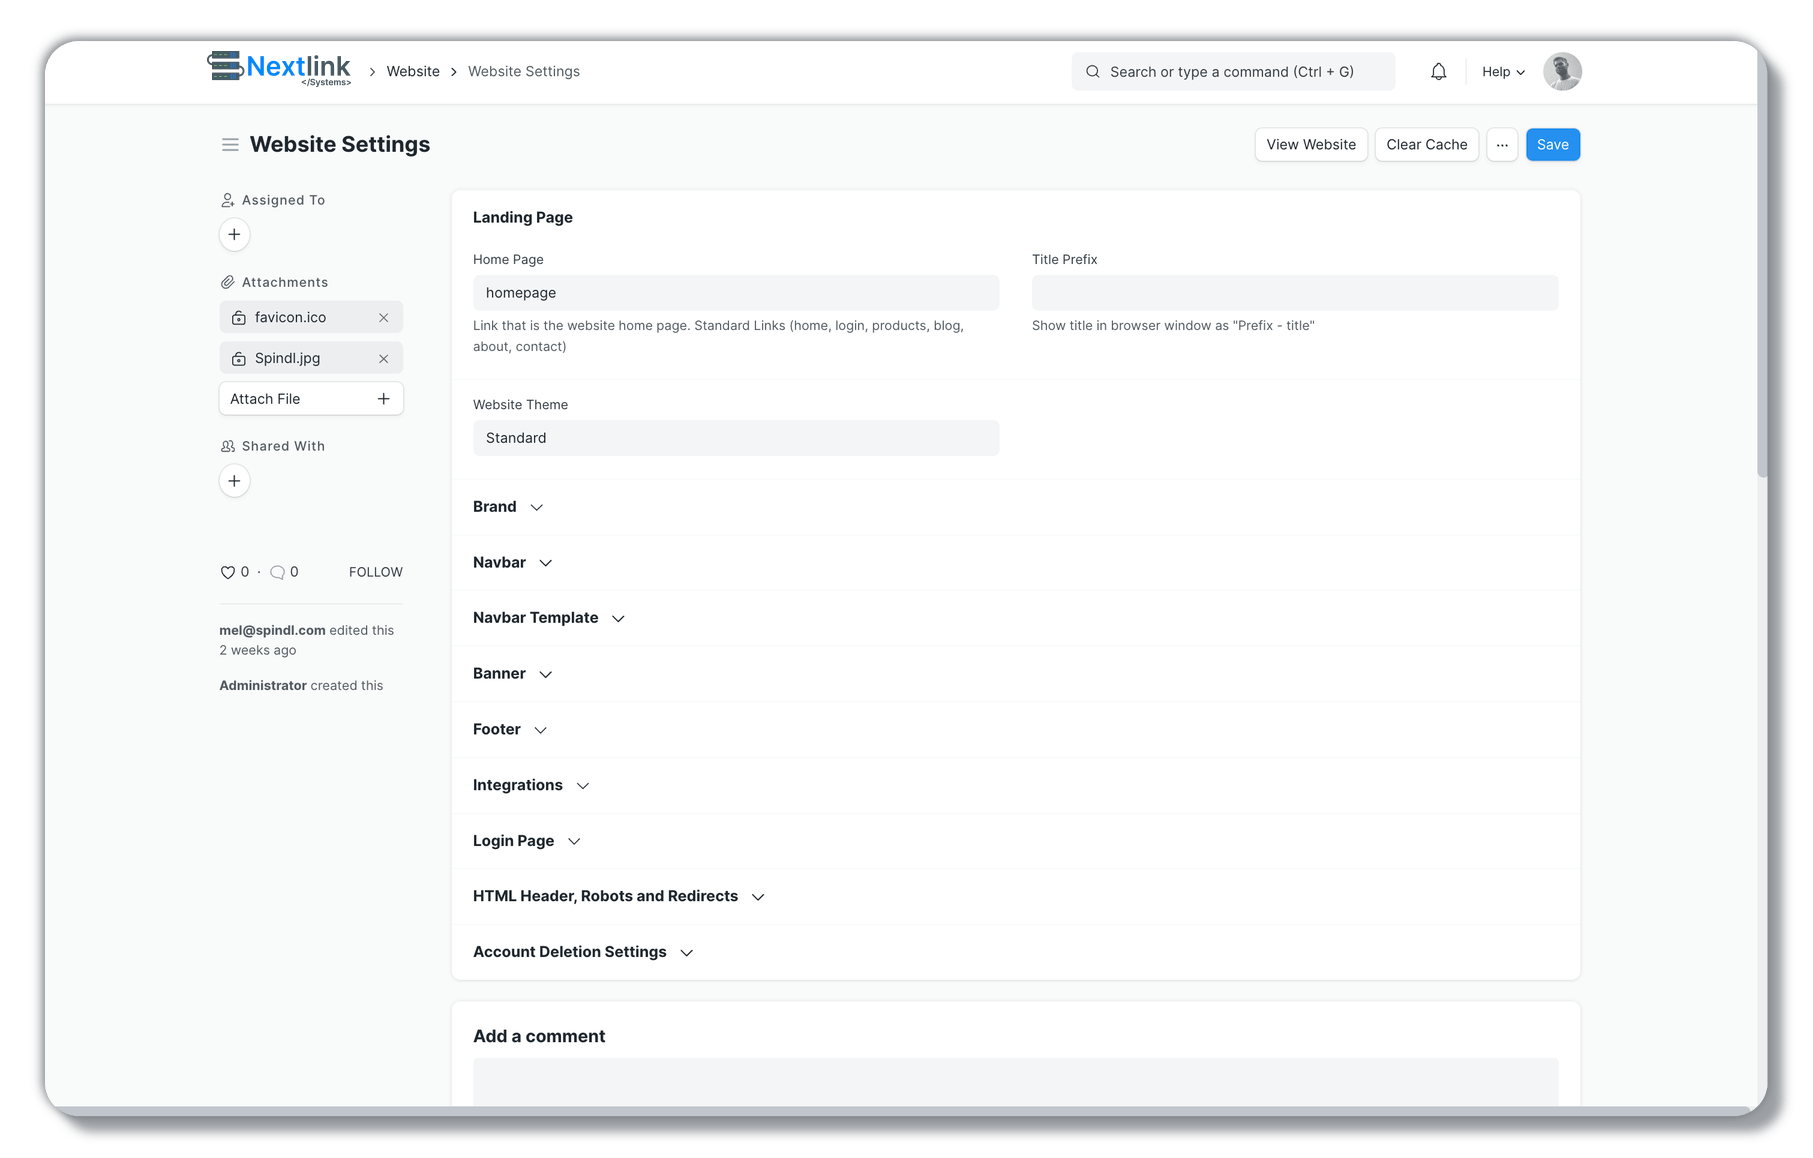 Nextlink
</Systems>
Website
Website Settings
Search or type a command (Ctrl + G)
Help
Website Settings
View Website
Clear Cache
...
Save
Assigned To
Attachments
favicon.ico
Spindl.jpg
Attach File
Shared With
0 · 0
FOLLOW
mel@spindl.com edited this
2 weeks ago
Administrator created this
Landing Page
Home Page
homepage
Link that is the website home page. Standard Links (home, login, products, blog,
about, contact)
Title Prefix
Show title in browser window as "Prefix - title"
Website Theme
Standard
Brand
Navbar
Navbar Template
Banner
Footer
Integrations
Login Page
HTML Header, Robots and Redirects
Account Deletion Settings
Add a comment